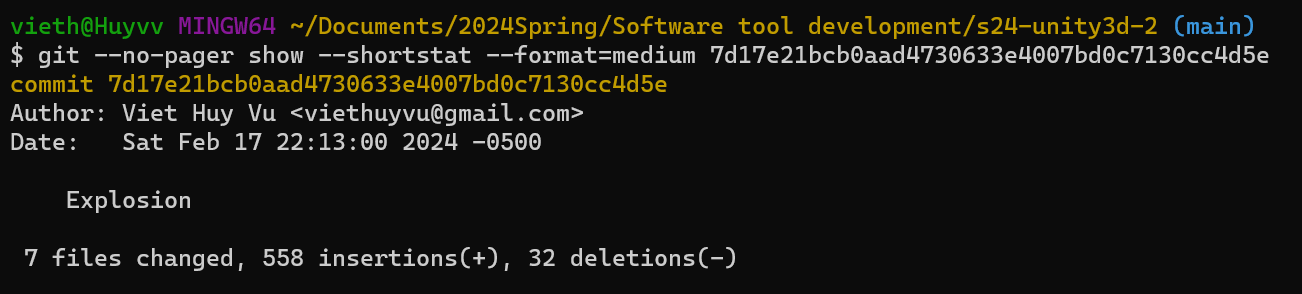 vieth@Huyvv MINGW64 ~/Documents/2024Spring/Software tool development/s24-unity3d-2 (main)
$ git --no-pager show --shortstat --format=medium 7d17e21bcb0aad4730633e4007bd0c7130cc4d5e
commit 7d17e21bcb0aad4730633e4007bd0c7130cc4d5e
Author: Viet Huy Vu <viethuyvu@gmail.com>
Date:   Sat Feb 17 22:13:00 2024 -0500
    Explosion
 7 files changed, 558 insertions(+), 32 deletions(-)